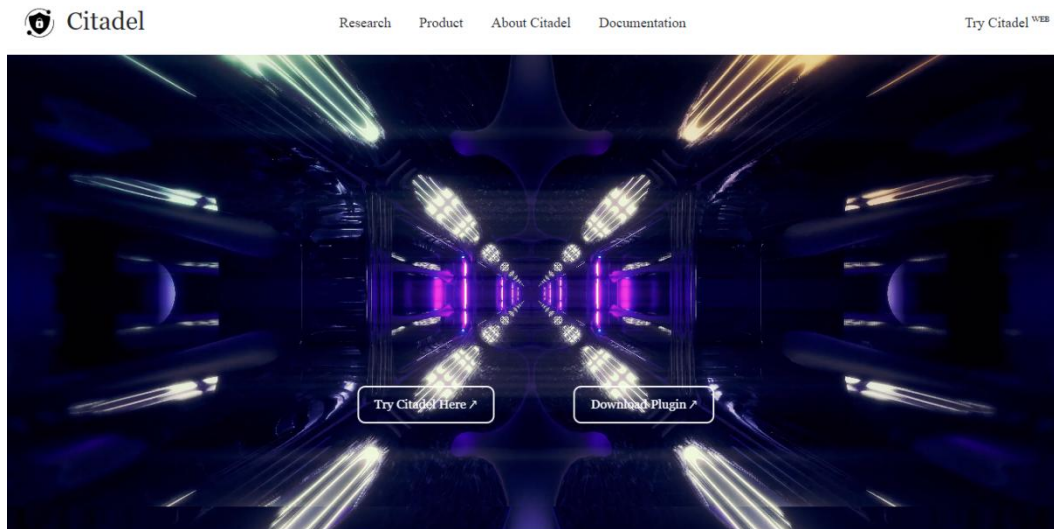 Citadel
Research Product About Citadel Documentation
Try Citadel WEB
Try Citadel Here ↗
Download Plugin ↗